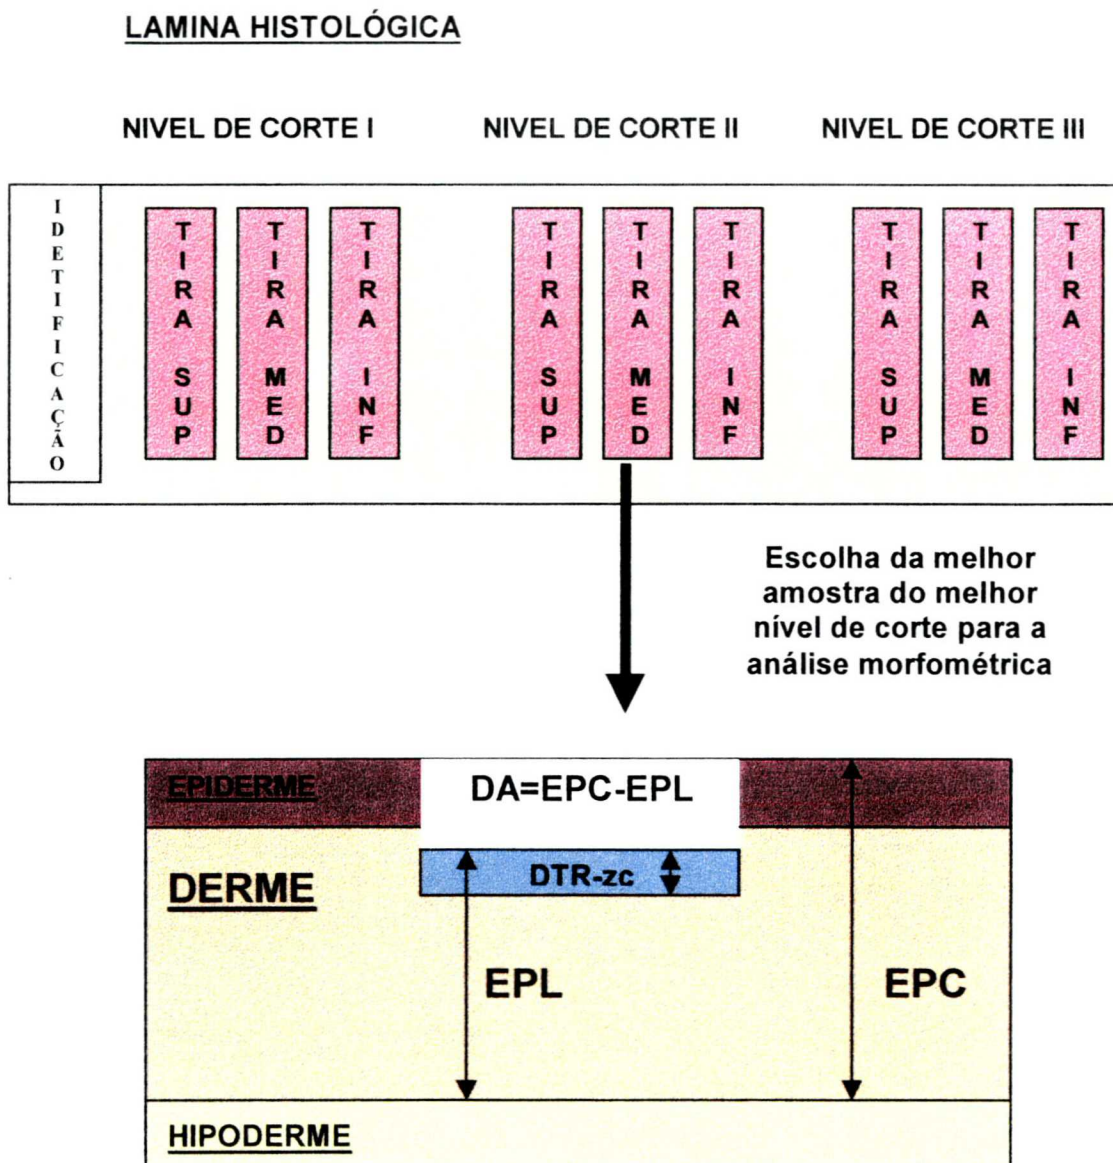 LAMINA HISTOLÓGICA
NIVEL DE CORTE I
NIVEL DE CORTE II
NIVEL DE CORTE III
IDETIFICAÇÃO
TIRA SUP
TIRA MED
TIRA INF
TIRA SUP
TIRA MED
TIRA INF
TIRA SUP
TIRA MED
TIRA INF
Escolha da melhor
amostra do melhor
nível de corte para a
análise morfométrica
EPIDERME
DA=EPC-EPL
DTR-zc
DERME
EPL
EPC
HIPODERME